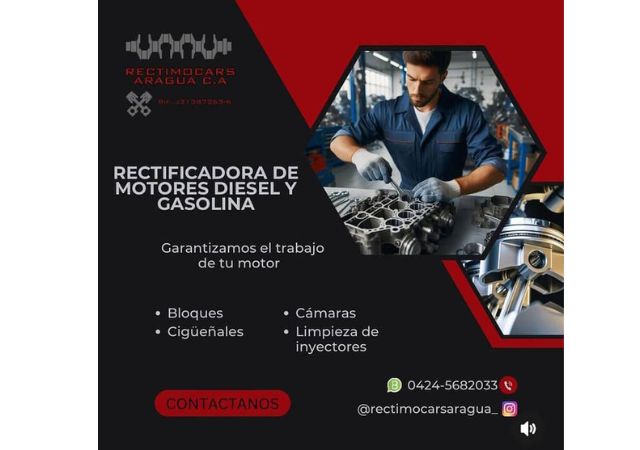 RECTIMOCARS
ARAGUA C.A
RECTIFICADORA DE
MOTORES DIESEL Y
GASOLINA
Garantizamos el trabajo
de tu motor
• Bloques
• Cigüeñales
• Cámaras
• Limpieza de
inyectores
0424-5682033
@rectimocarsaragua_
CONTACTANOS